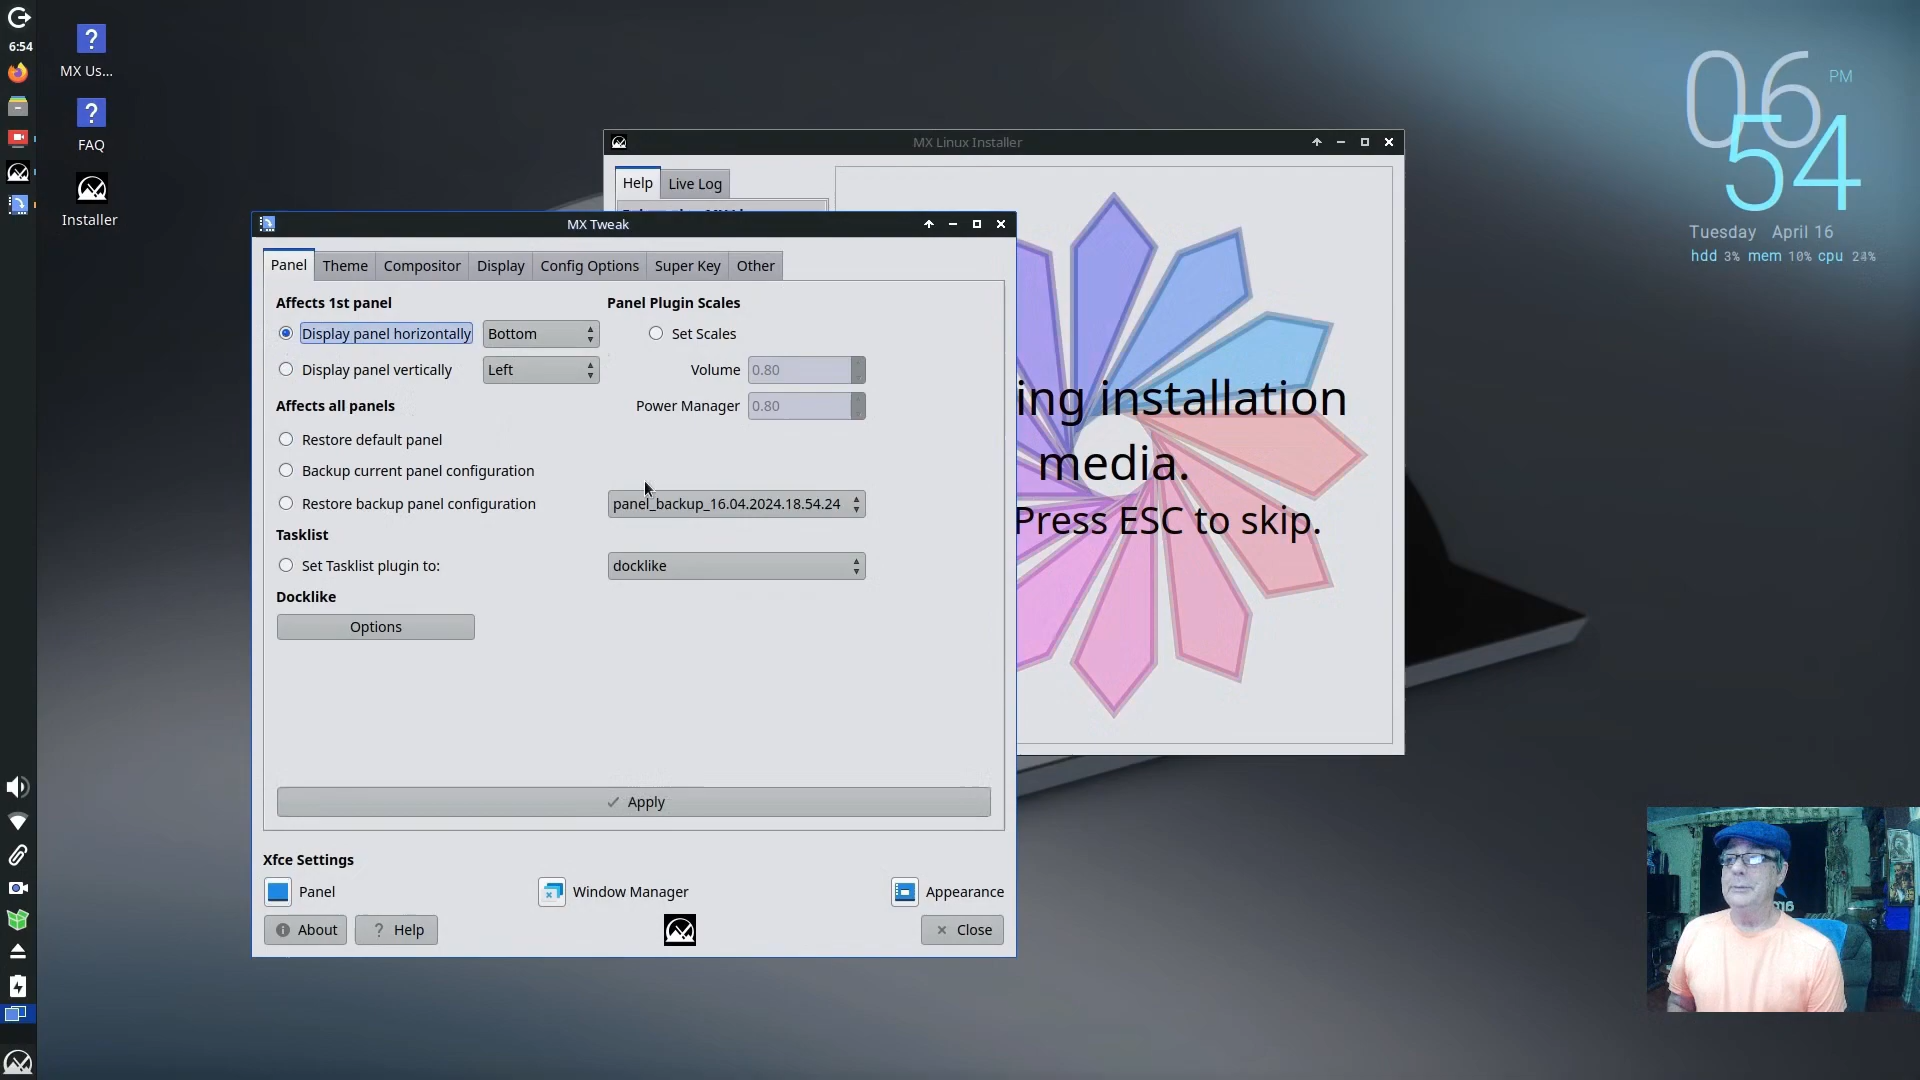 6:54
MX Us...
FAQ
Installer
06
PM
54
Tuesday April 16
hdd 3% mem 10% cpu 24%
MX Linux Installer
Help
Live Log
ing installation
media.
Press ESC to skip.
MX Tweak
Panel
Theme
Compositor
Display
Config Options
Super Key
Other
Affects 1st panel
Panel Plugin Scales
Display panel horizontally
Bottom
Set Scales
Display panel vertically
Left
Volume
0.80
Affects all panels
Power Manager
0.80
Restore default panel
Backup current panel configuration
Restore backup panel configuration
panel_backup_16.04.2024.18.54.24
Tasklist
Set Tasklist plugin to:
docklike
Docklike
Options
Apply
Xfce Settings
Panel
Window Manager
Appearance
About
Help
Close